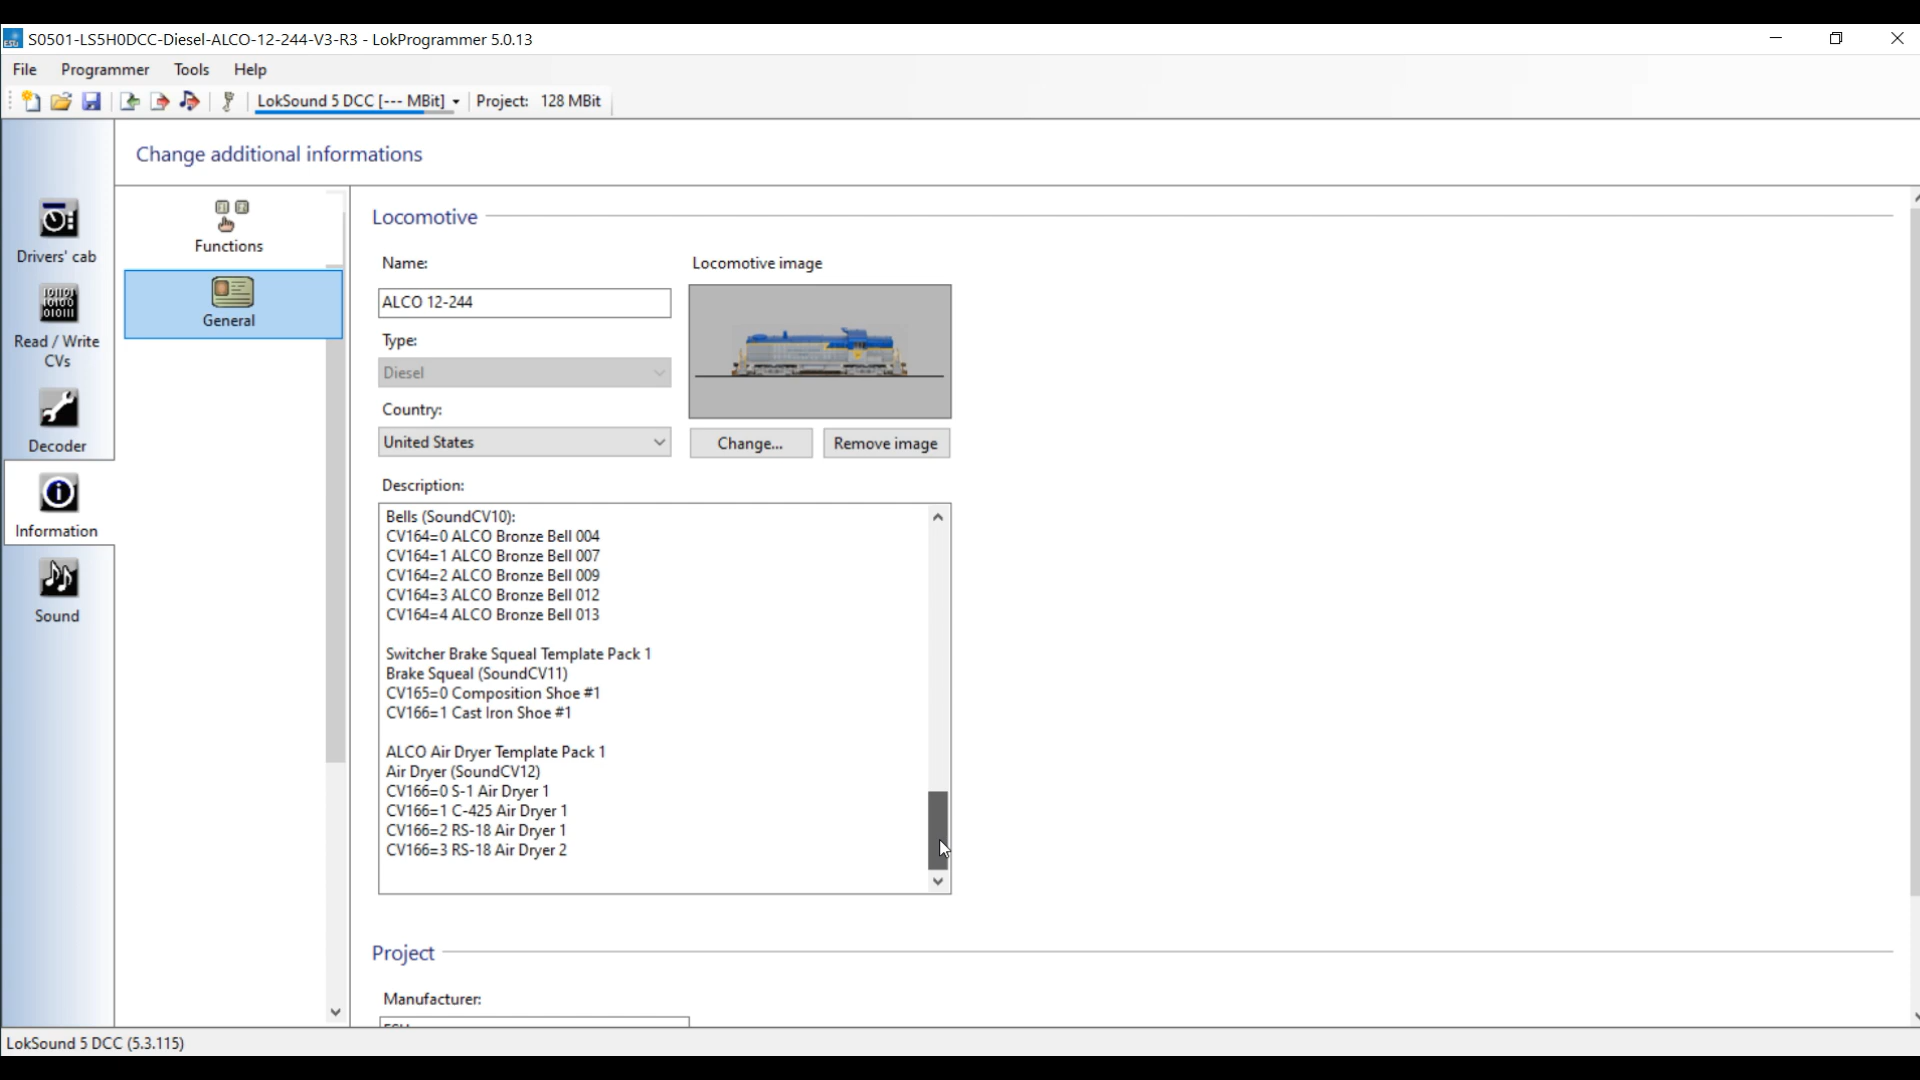 S0501-LS5H0DCC-Diesel-ALCO-12-244-V3-R3 - LokProgrammer 5.0.13
File Programmer Tools Help
LokSound 5 DCC [--- MBit] Project: 128 MBit
Change additional informations
Drivers' cab
Read / Write
CVs
Decoder
Information
Sound
Functions
General
Locomotive
Name:
Locomotive image
ALCO 12-244
Type:
Diesel
Country:
United States
Change...
Remove image
Description:
Bells (SoundCV10):
CV164=0 ALCO Bronze Bell 004
CV164=1 ALCO Bronze Bell 007
CV164=2 ALCO Bronze Bell 009
CV164=3 ALCO Bronze Bell 012
CV164=4 ALCO Bronze Bell 013
Switcher Brake Squeal Template Pack 1
Brake Squeal (SoundCV11)
CV165=0 Composition Shoe #1
CV166=1 Cast Iron Shoe #1
ALCO Air Dryer Template Pack 1
Air Dryer (SoundCV12)
CV166=0 S-1 Air Dryer 1
CV166=1 C-425 Air Dryer 1
CV166=2 RS-18 Air Dryer 1
CV166=3 RS-18 Air Dryer 2
Project
Manufacturer:
LokSound 5 DCC (5.3.115)